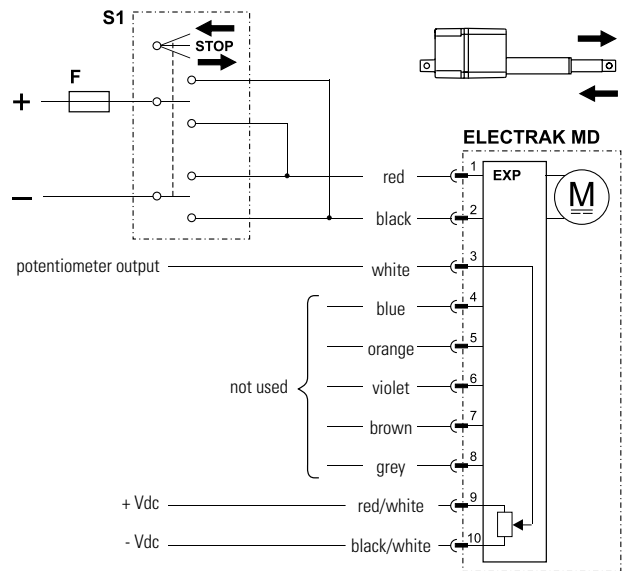 S1
STOP
F
+
–
ELECTRAK MD
EXP
M
red 1
black 2
potentiometer output white 3
blue 4
orange 5
not used violet 6
brown 7
grey 8
+ Vdc red/white 9
- Vdc black/white 10